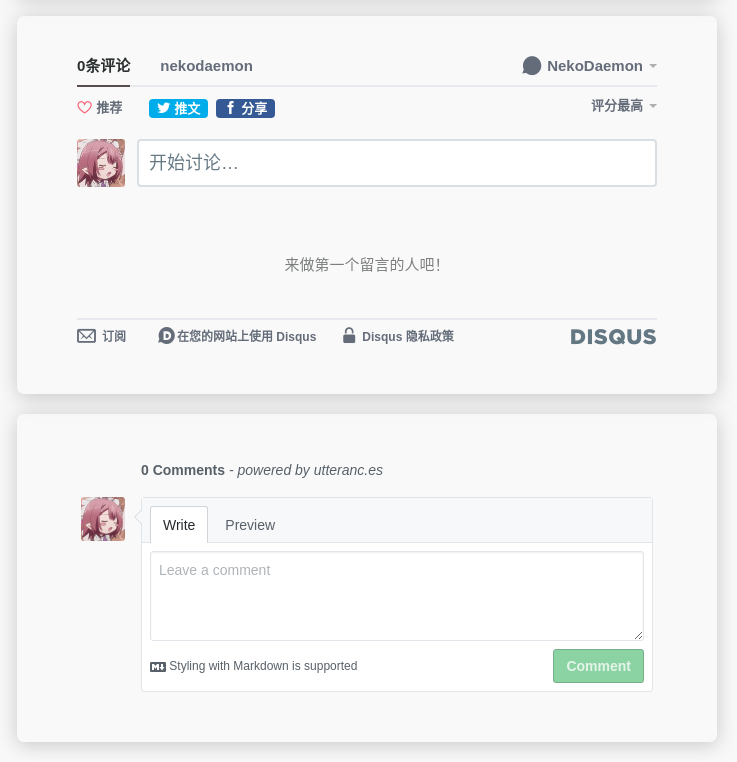 0条评论 nekodaemon NekoDaemon
推荐 推文 分享 评分最高
开始讨论…
来做第一个留言的人吧！
订阅 在您的网站上使用 Disqus Disqus 隐私政策 DISQUS
0 Comments - powered by utteranc.es
Write Preview
Leave a comment
Styling with Markdown is supported Comment